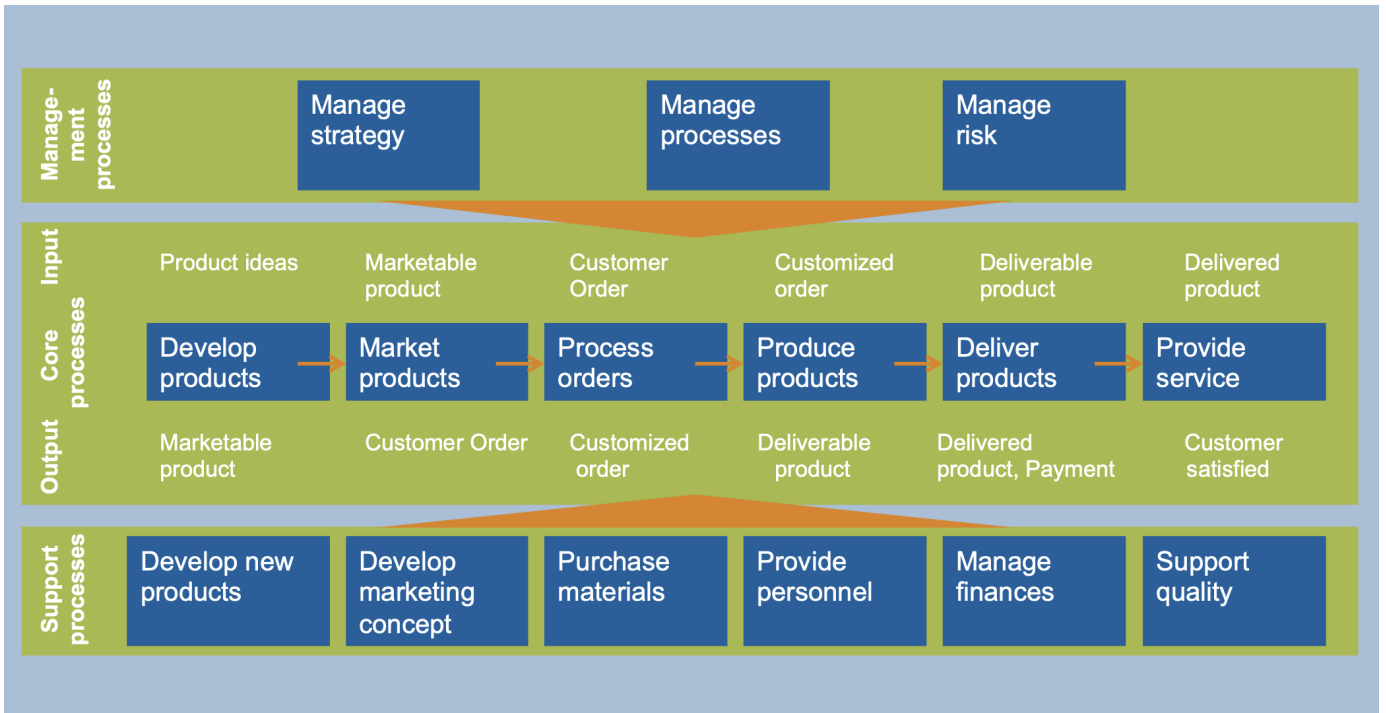 Manage-
ment
processes
Manage
strategy
Manage
processes
Manage
risk
Input
Product ideas
Marketable
product
Customer
Order
Customized
order
Deliverable
product
Delivered
product
Core
processes
Develop
products
Market
products
Process
orders
Produce
products
Deliver
products
Provide
service
Output
Marketable
product
Customer Order
Customized
order
Deliverable
product
Delivered
product, Payment
Customer
satisfied
Support
processes
Develop new
products
Develop
marketing
concept
Purchase
materials
Provide
personnel
Manage
finances
Support
quality